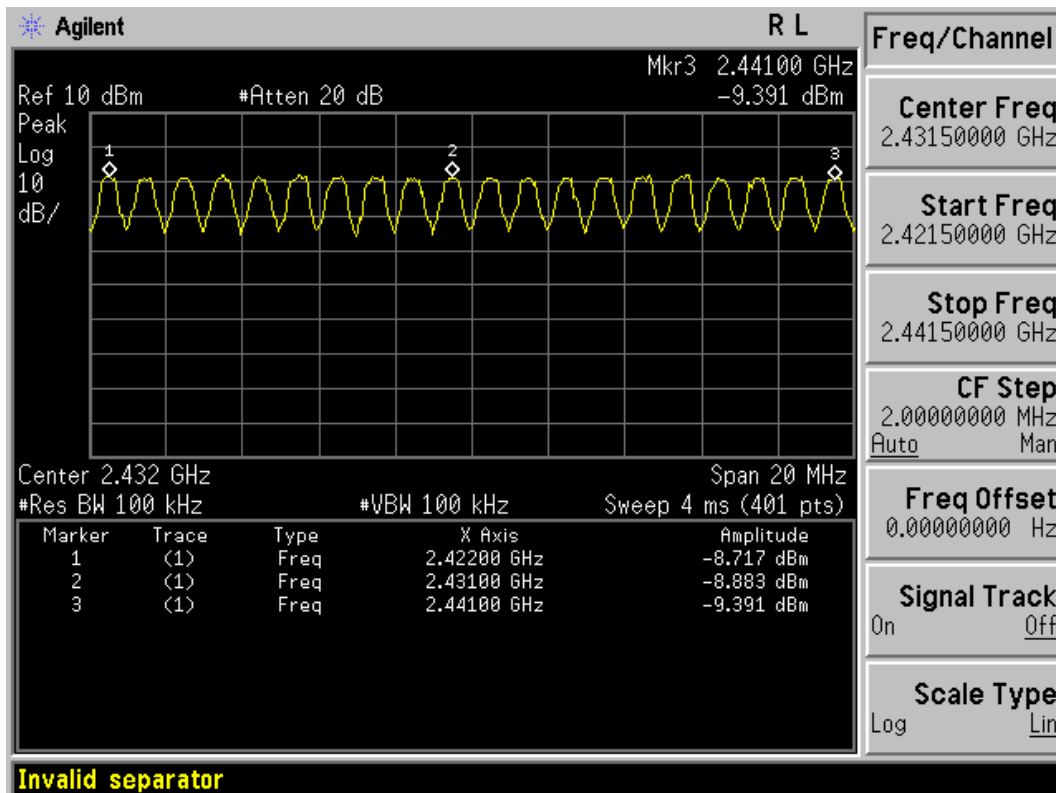 Agilent R L
Mkr3 2.44100 GHz
Ref 10 dBm #Atten 20 dB -9.391 dBm
Peak
Log
10
dB/
1 2 3
Center 2.432 GHz Span 20 MHz
#Res BW 100 kHz #VBW 100 kHz Sweep 4 ms (401 pts)
Marker Trace Type X Axis Amplitude
1 (1) Freq 2.42200 GHz -8.717 dBm
2 (1) Freq 2.43100 GHz -8.883 dBm
3 (1) Freq 2.44100 GHz -9.391 dBm
Freq/Channel
Center Freq
2.43150000 GHz
Start Freq
2.42150000 GHz
Stop Freq
2.44150000 GHz
CF Step
2.00000000 MHz
Auto Man
Freq Offset
0.00000000 Hz
Signal Track
On Off
Scale Type
Log Lin
Invalid separator